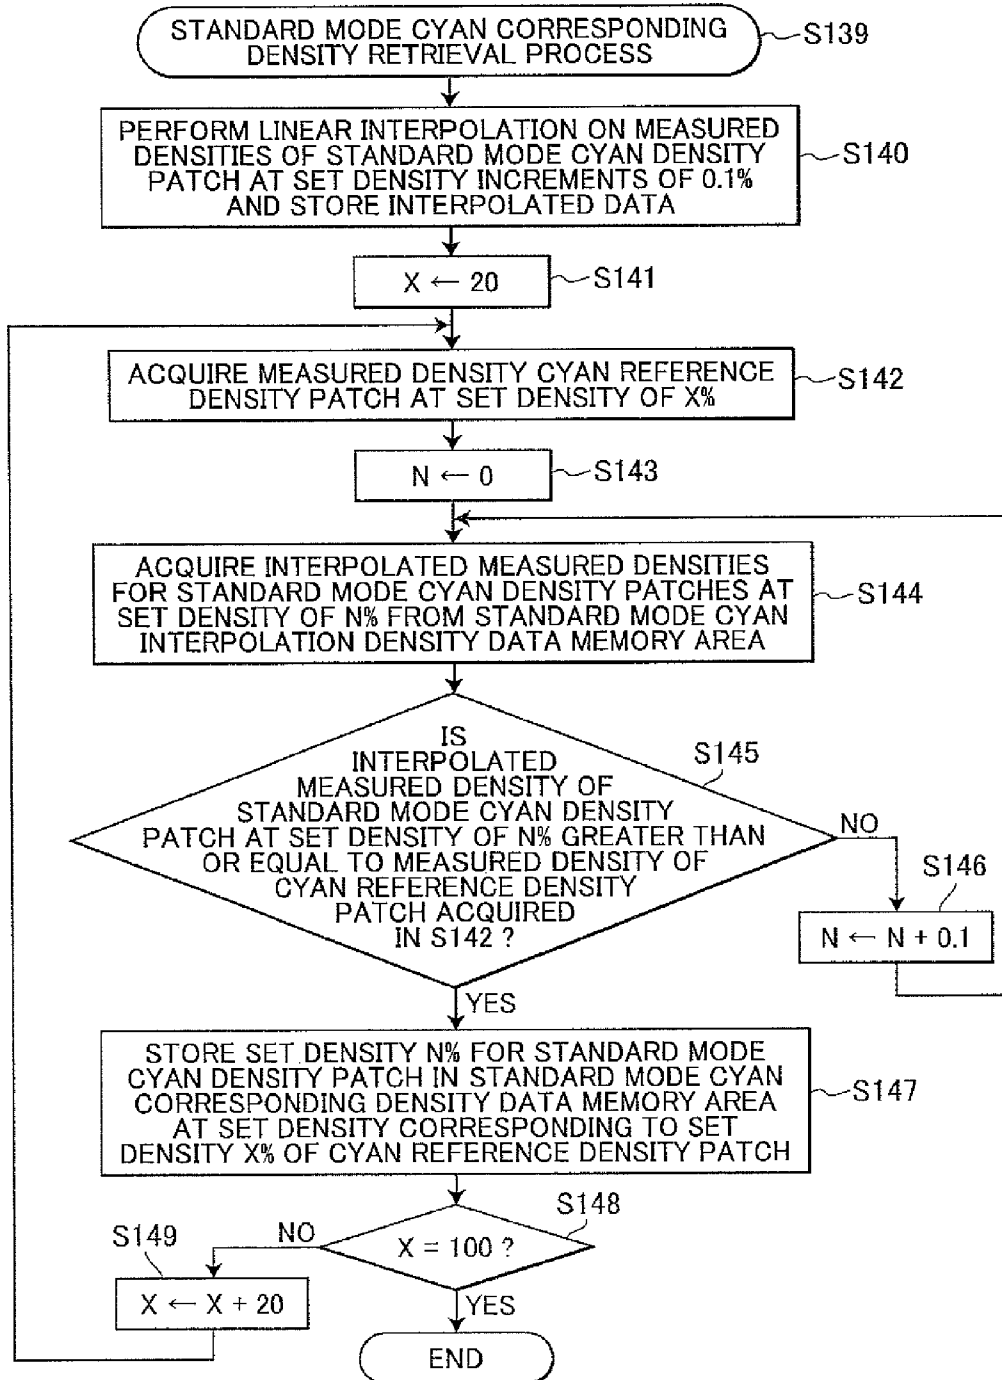 STANDARD MODE CYAN CORRESPONDING
DENSITY RETRIEVAL PROCESS
S139
PERFORM LINEAR INTERPOLATION ON MEASURED
DENSITIES OF STANDARD MODE CYAN DENSITY
PATCH AT SET DENSITY INCREMENTS OF 0.1%
AND STORE INTERPOLATED DATA
S140
X ← 20
S141
ACQUIRE MEASURED DENSITY CYAN REFERENCE
DENSITY PATCH AT SET DENSITY OF X%
S142
N ← 0
S143
ACQUIRE INTERPOLATED MEASURED DENSITIES
FOR STANDARD MODE CYAN DENSITY PATCHES AT
SET DENSITY OF N% FROM STANDARD MODE CYAN
INTERPOLATION DENSITY DATA MEMORY AREA
S144
IS
INTERPOLATED
MEASURED DENSITY OF
STANDARD MODE CYAN DENSITY
PATCH AT SET DENSITY OF N% GREATER THAN
OR EQUAL TO MEASURED DENSITY OF
CYAN REFERENCE DENSITY
PATCH ACQUIRED
IN S142 ?
S145
NO
S146
N ← N + 0.1
YES
STORE SET DENSITY N% FOR STANDARD MODE
CYAN DENSITY PATCH IN STANDARD MODE CYAN
CORRESPONDING DENSITY DATA MEMORY AREA
AT SET DENSITY CORRESPONDING TO SET
DENSITY X% OF CYAN REFERENCE DENSITY PATCH
S147
X = 100 ?
S148
NO
S149
X ← X + 20
YES
END